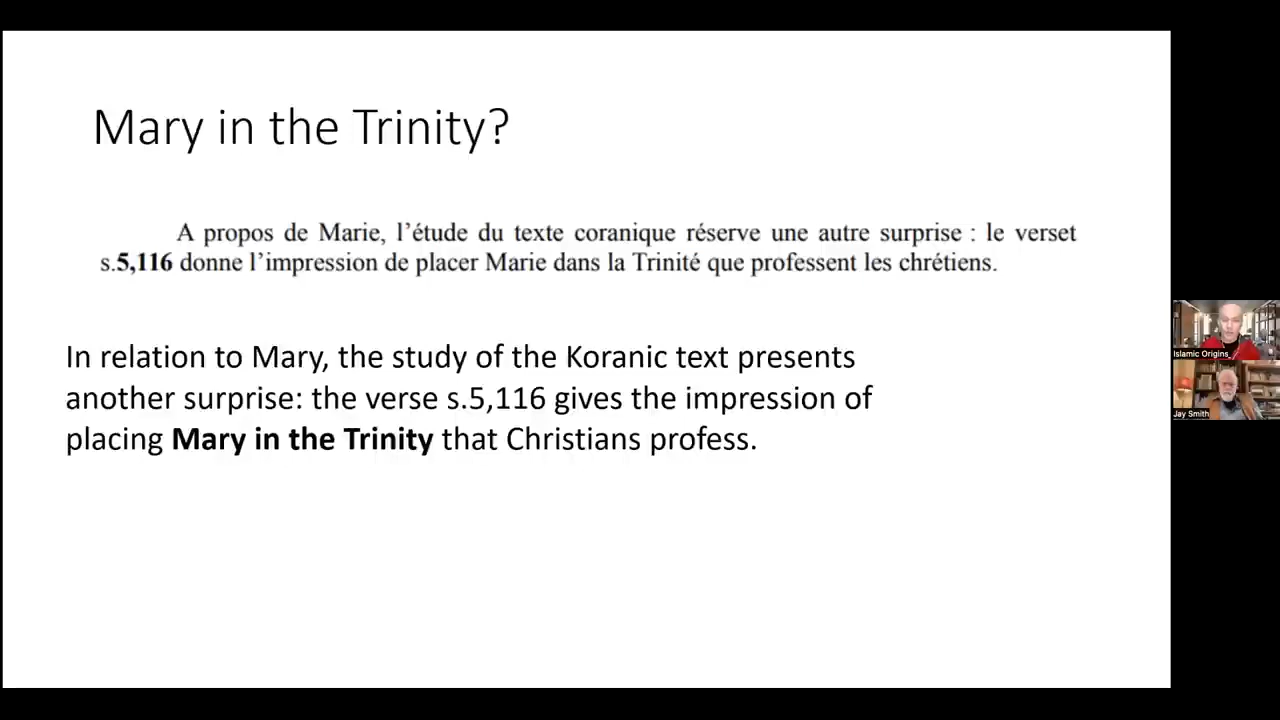 Mary in the Trinity?
A propos de Marie, l'étude du texte coranique réserve une autre surprise : le verset
s.5,116 donne l'impression de placer Marie dans la Trinité que professent les chrétiens.
In relation to Mary, the study of the Koranic text presents
another surprise: the verse s.5,116 gives the impression of
placing Mary in the Trinity that Christians profess.
Islamic Origins
Jay Smith